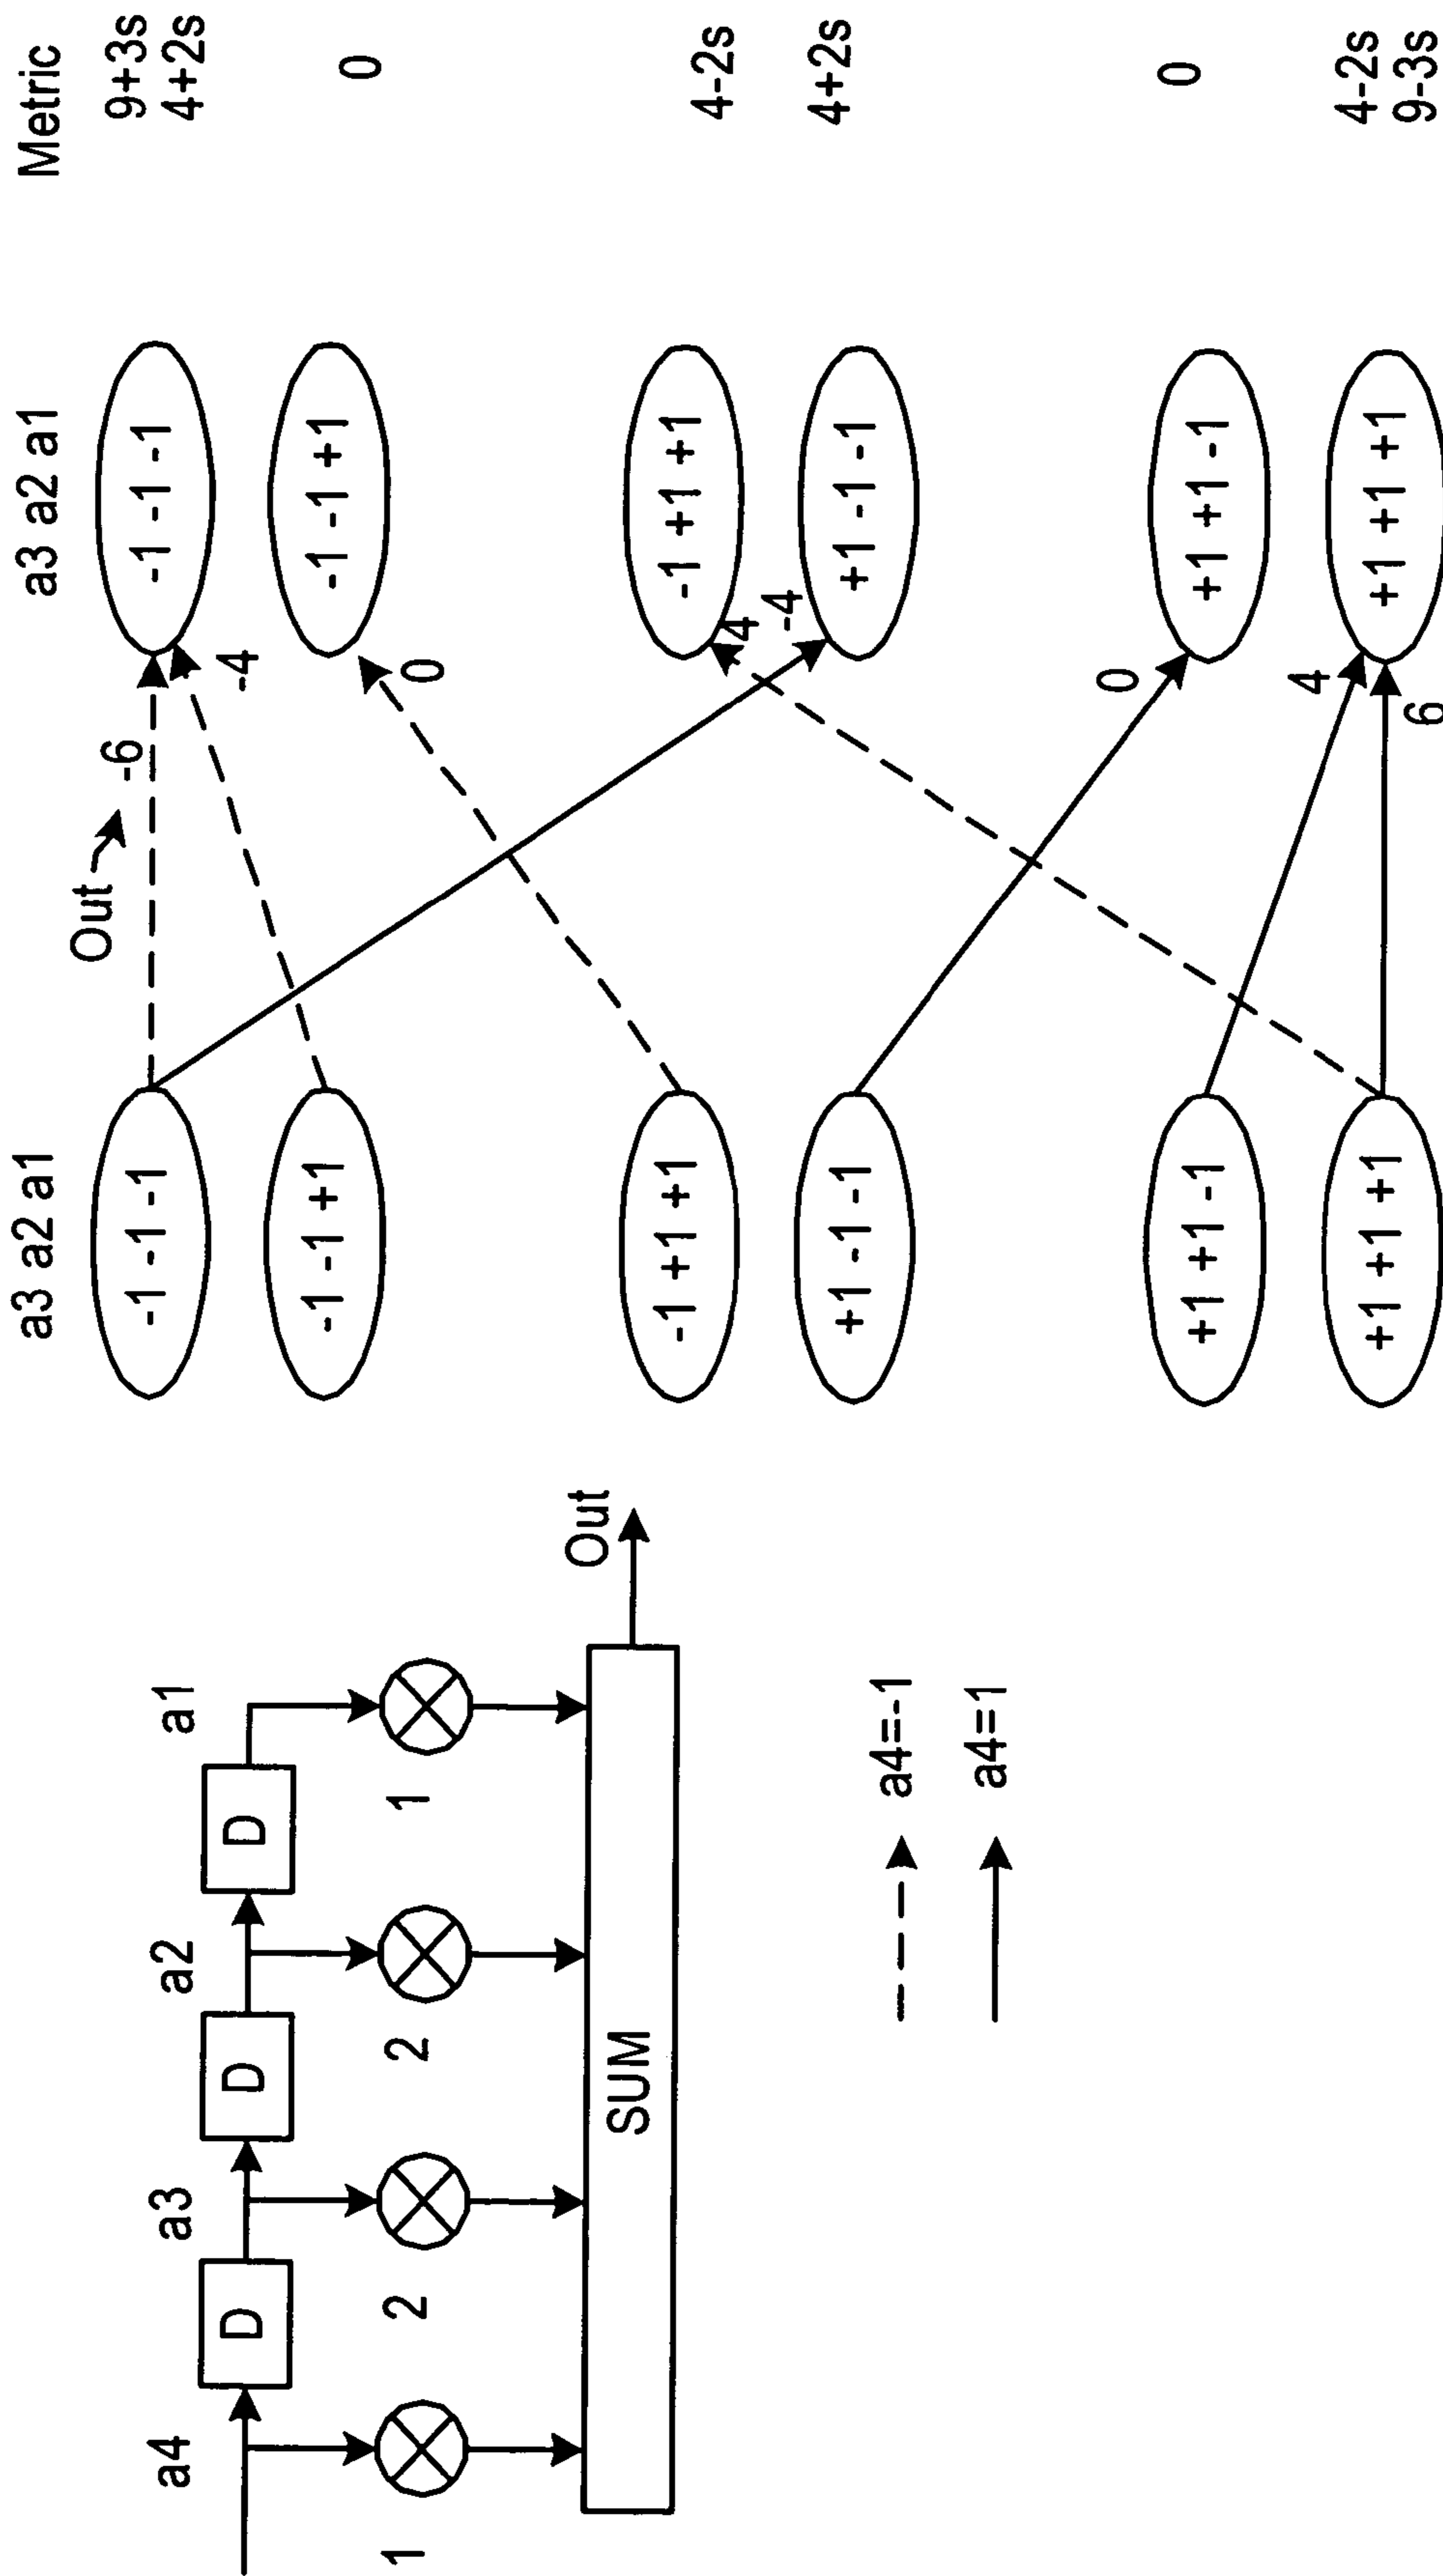 a4
a3
a2
a1
D
D
D
1
2
2
1
SUM
Out
a4=-1
a4=1
a3 a2 a1
a3 a2 a1
Metric
-1 -1 -1
Out
-6
-1 -1 -1
9+3s
4+2s
-1 -1 +1
-4
-1 -1 +1
0
0
-1 +1 +1
4
-1 +1 +1
4-2s
+1 -1 -1
-4
+1 -1 -1
4+2s
+1 +1 -1
0
+1 +1 -1
0
+1 +1 +1
4
6
+1 +1 +1
4-2s
9-3s